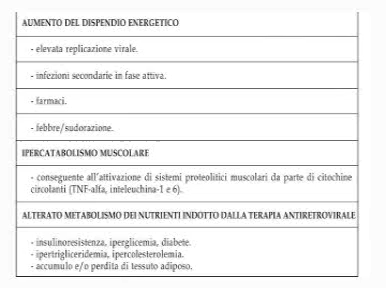 AUMENTO DEL DISPENDIO ENERGETICO
- elevata replicazione virale.
- infezioni secondarie in fase attiva.
- farmaci.
- febbre/sudorazione.
IPERCATABOLISMO MUSCOLARE
- conseguente all'attivazione di sistemi proteolitici muscolari da parte di citochine
circolanti (TNF-alfa, inteleuchina-1 e 6).
ALTERATO METABOLISMO DEI NUTRIENTI INDOTTO DALLA TERAPIA ANTIRETROVIRALE
- insulinoresistenza, iperglicemia, diabete.
- ipertrigliceridemia, ipercolesterolemia.
- accumulo e/o perdita di tessuto adiposo.